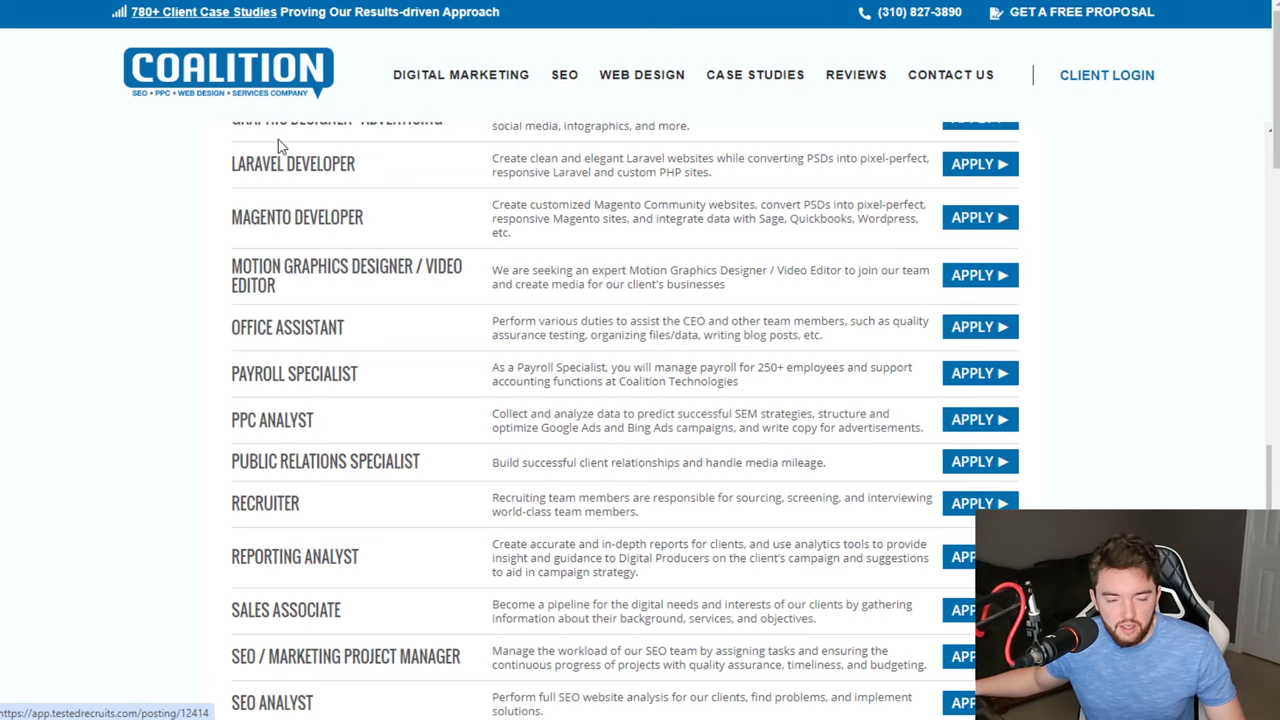 780+ Client Case Studies Proving Our Results-driven Approach
(310) 827-3890
GET A FREE PROPOSAL
COALITION
SEO • PPC • WEB DESIGN • SERVICES COMPANY
DIGITAL MARKETING SEO WEB DESIGN CASE STUDIES REVIEWS CONTACT US
CLIENT LOGIN
GRAPHIC DESIGNER - ADVERTISING
social media, infographics, and more.
APPLY
LARAVEL DEVELOPER
Create clean and elegant Laravel websites while converting PSDs into pixel-perfect,
responsive Laravel and custom PHP sites.
APPLY
MAGENTO DEVELOPER
Create customized Magento Community websites, convert PSDs into pixel-perfect,
responsive Magento sites, and integrate data with Sage, Quickbooks, Wordpress,
etc.
APPLY
MOTION GRAPHICS DESIGNER / VIDEO
EDITOR
We are seeking an expert Motion Graphics Designer / Video Editor to join our team
and create media for our client's businesses
APPLY
OFFICE ASSISTANT
Perform various duties to assist the CEO and other team members, such as quality
assurance testing, organizing files/data, writing blog posts, etc.
APPLY
PAYROLL SPECIALIST
As a Payroll Specialist, you will manage payroll for 250+ employees and support
accounting functions at Coalition Technologies
APPLY
PPC ANALYST
Collect and analyze data to predict successful SEM strategies, structure and
optimize Google Ads and Bing Ads campaigns, and write copy for advertisements.
APPLY
PUBLIC RELATIONS SPECIALIST
Build successful client relationships and handle media mileage.
APPLY
RECRUITER
Recruiting team members are responsible for sourcing, screening, and interviewing
world-class team members.
APPLY
REPORTING ANALYST
Create accurate and in-depth reports for clients, and use analytics tools to provide
insight and guidance to Digital Producers on the client's campaign and suggestions
to aid in campaign strategy.
APP
SALES ASSOCIATE
Become a pipeline for the digital needs and interests of our clients by gathering
information about their background, services, and objectives.
APP
SEO / MARKETING PROJECT MANAGER
Manage the workload of our SEO team by assigning tasks and ensuring the
continuous progress of projects with quality assurance, timeliness, and budgeting.
APP
SEO ANALYST
Perform full SEO website analysis for our clients, find problems, and implement
solutions.
APP
https://app.testedrecruits.com/posting/12414